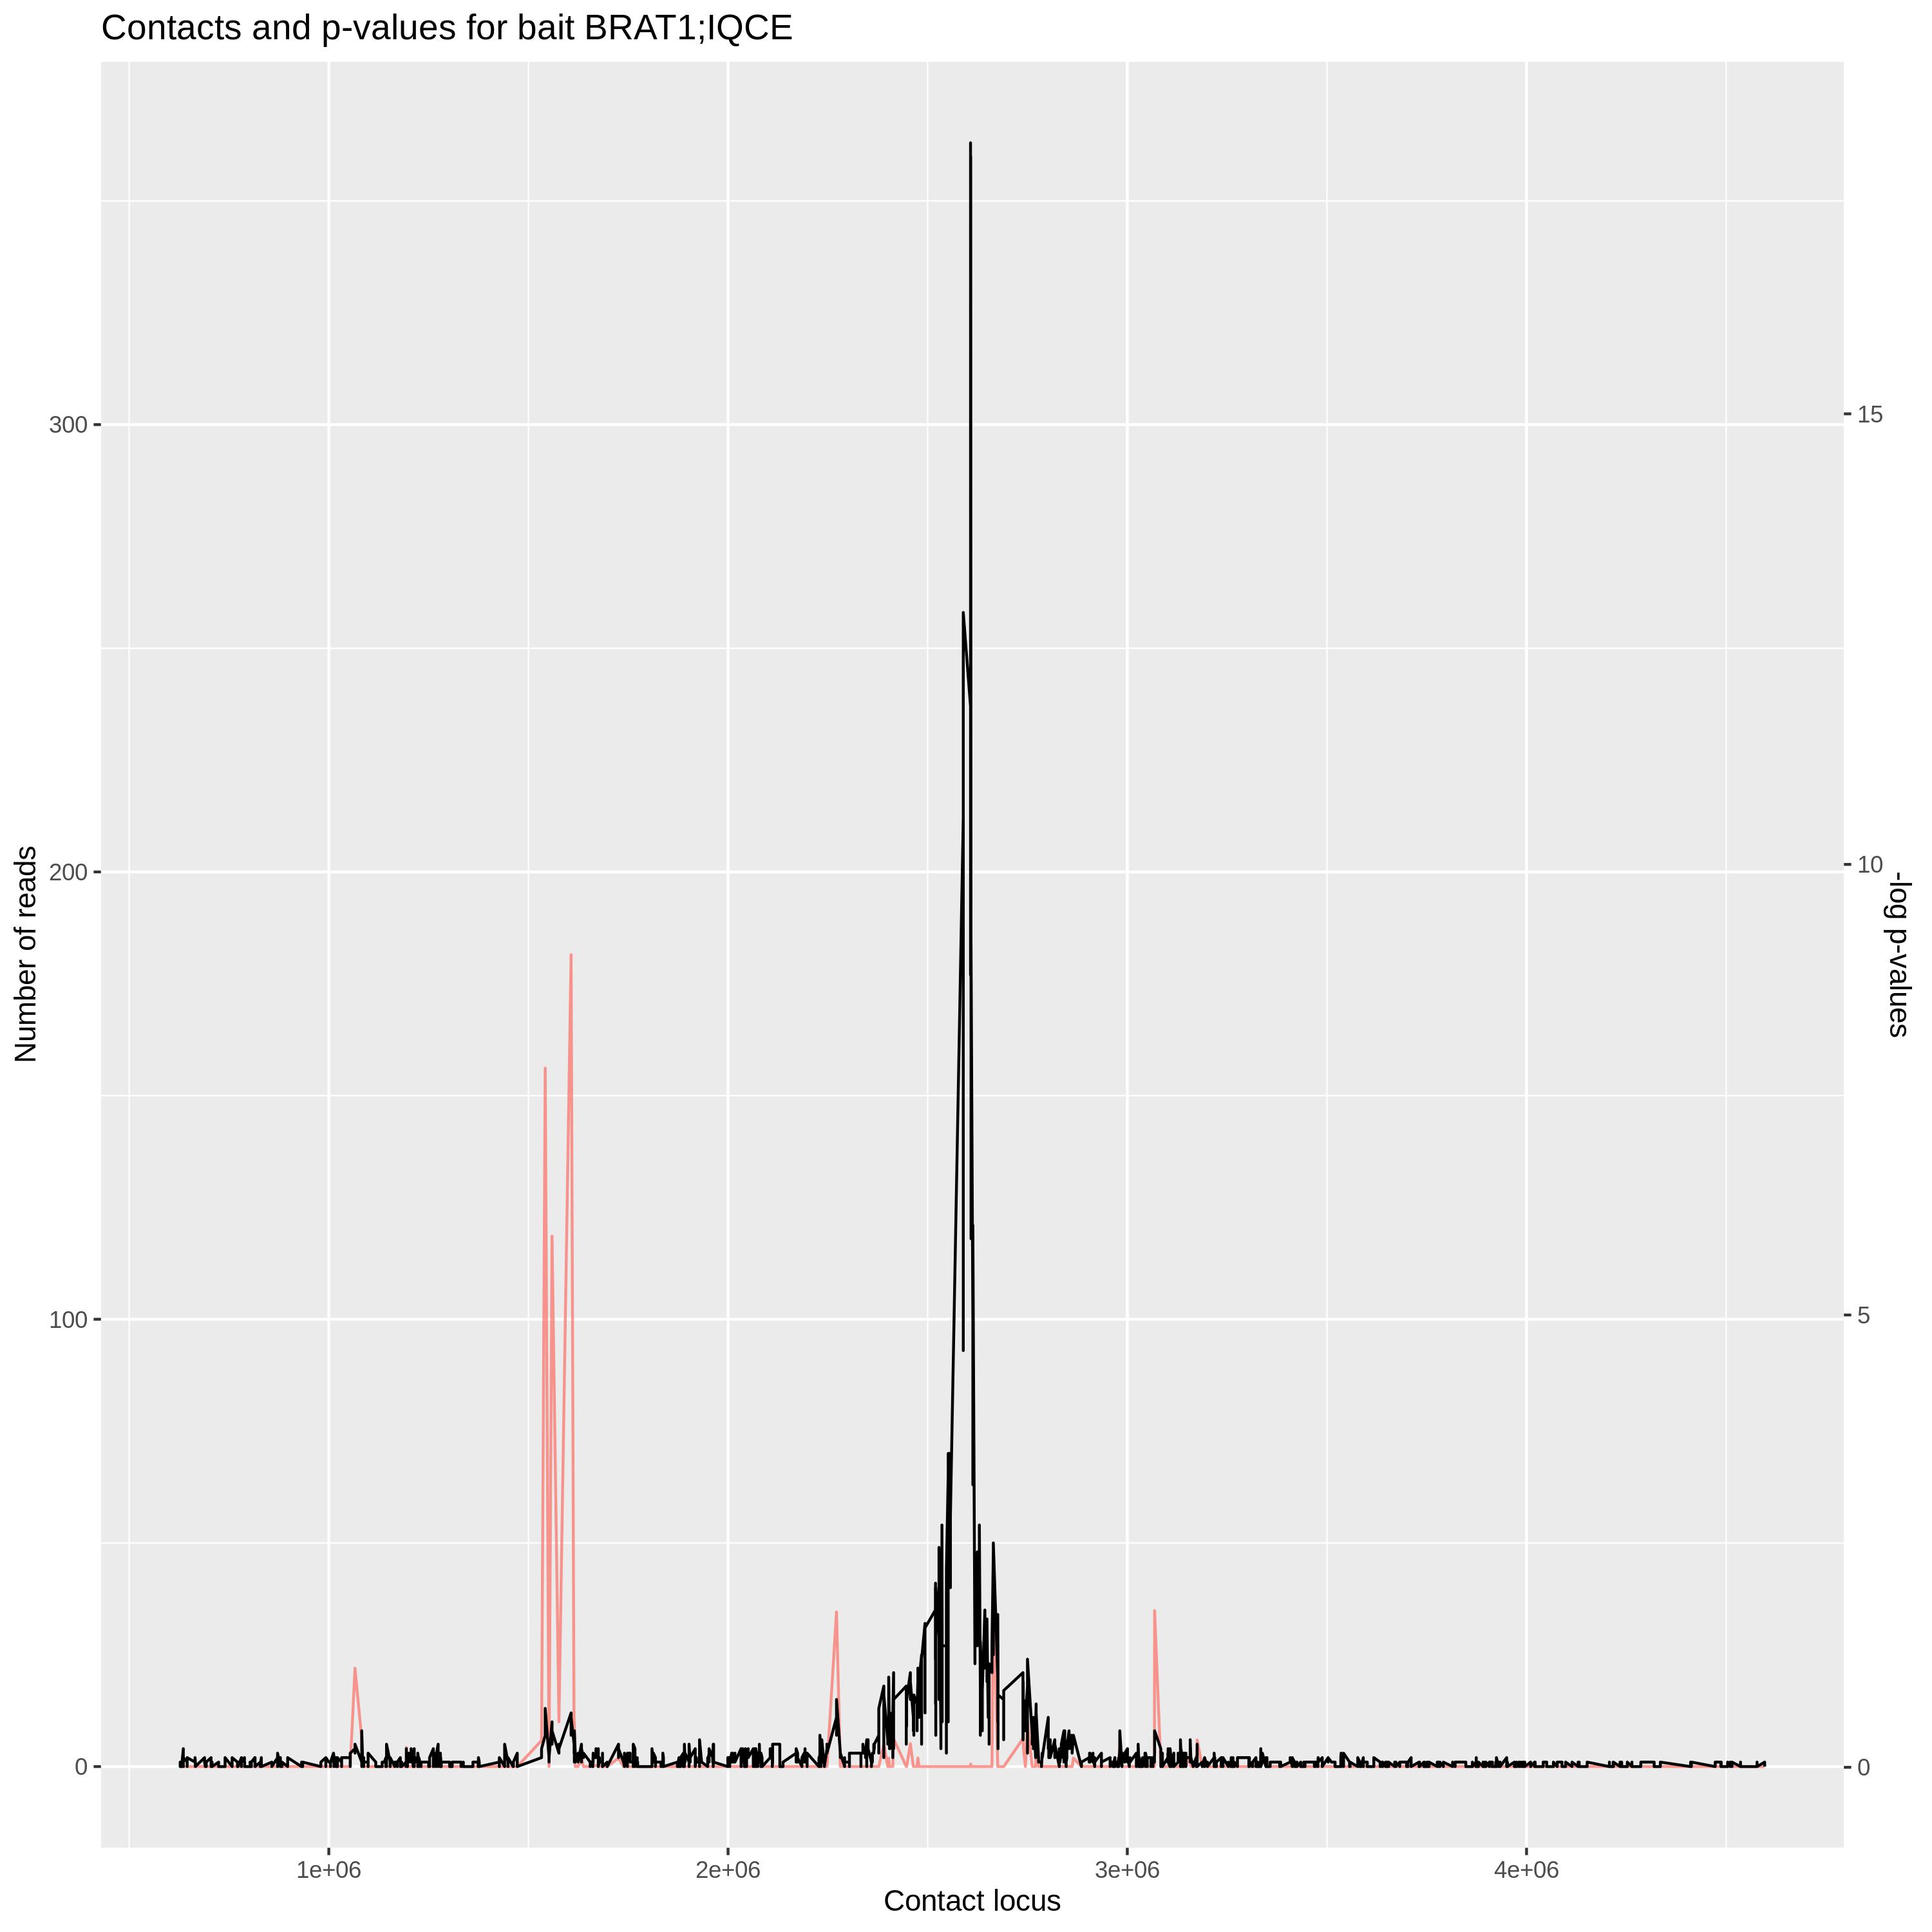 Contacts and p-values for bait BRAT1;IQCE
Number of reads
300
200
100
0
15
10
5
0
-log p-values
1e+06
2e+06
3e+06
4e+06
Contact locus